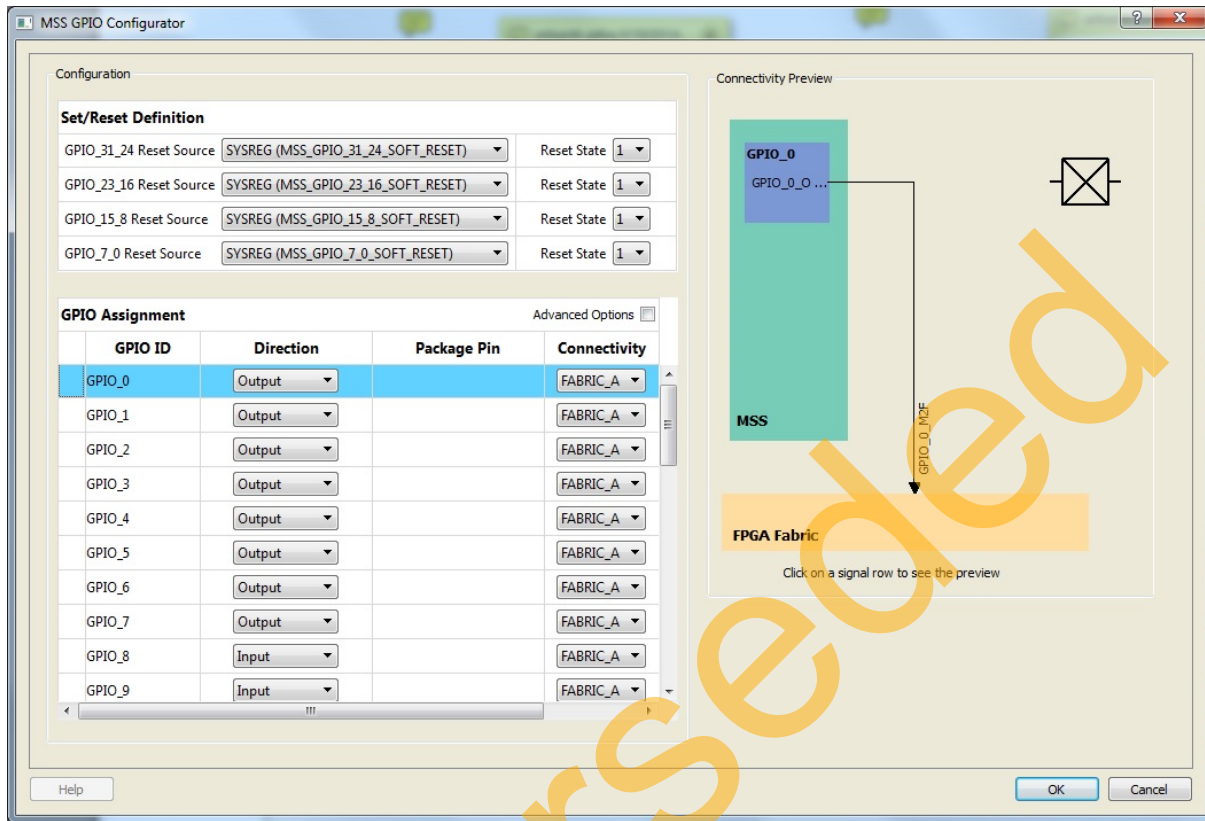 MSS GPIO Configurator
Configuration
Set/Reset Definition
GPIO_31_24 Reset Source SYSREG (MSS_GPIO_31_24_SOFT_RESET) Reset State 1
GPIO_23_16 Reset Source SYSREG (MSS_GPIO_23_16_SOFT_RESET) Reset State 1
GPIO_15_8 Reset Source SYSREG (MSS_GPIO_15_8_SOFT_RESET) Reset State 1
GPIO_7_0 Reset Source SYSREG (MSS_GPIO_7_0_SOFT_RESET) Reset State 1
GPIO Assignment Advanced Options
GPIO ID Direction Package Pin Connectivity
GPIO_0 Output FABRIC_A
GPIO_1 Output FABRIC_A
GPIO_2 Output FABRIC_A
GPIO_3 Output FABRIC_A
GPIO_4 Output FABRIC_A
GPIO_5 Output FABRIC_A
GPIO_6 Output FABRIC_A
GPIO_7 Output FABRIC_A
GPIO_8 Input FABRIC_A
GPIO_9 Input FABRIC_A
Connectivity Preview
GPIO_0
GPIO_0_O ...
MSS
GPIO_0_M2F
FPGA Fabric
Click on a signal row to see the preview
Help OK Cancel
rseded